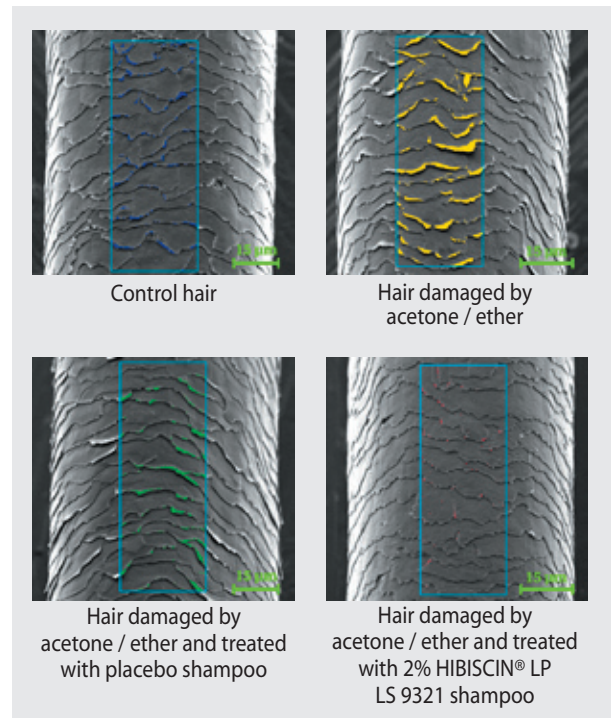 15 µm
15 µm
Control hair
Hair damaged by
acetone / ether
15 µm
15 µm
Hair damaged by
acetone / ether and treated
with placebo shampoo
Hair damaged by
acetone / ether and treated
with 2% HIBISCIN® LP
LS 9321 shampoo